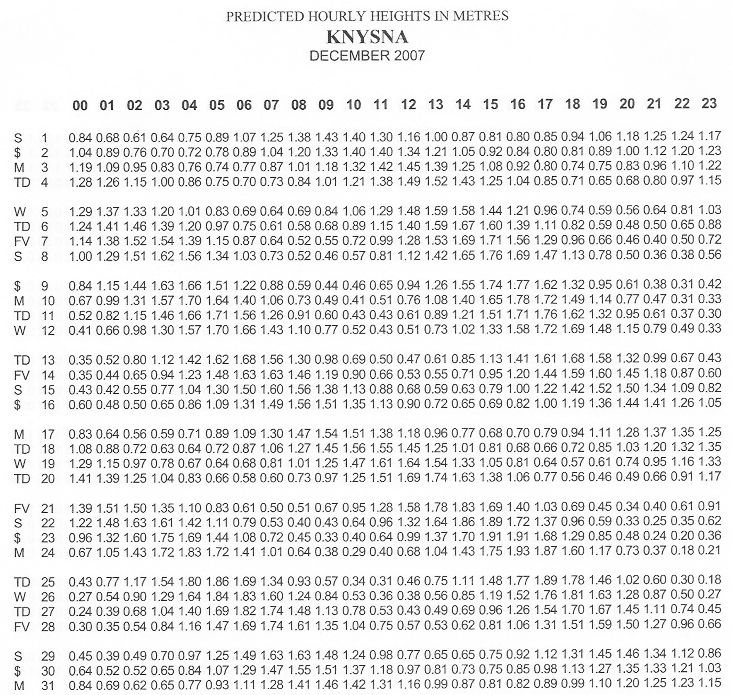 PREDICTED HOURLY HEIGHTS IN METRES
KNYSNA
DECEMBER 2007
00 01 02 03 04 05 06 07 08 09 10 11 12 13 14 15 16 17 18 19 20 21 22 23
S 1 0.84 0.68 0.61 0.64 0.75 0.89 1.07 1.25 1.38 1.43 1.40 1.30 1.16 1.00 0.87 0.81 0.80 0.85 0.94 1.06 1.18 1.25 1.24 1.17
$ 2 1.04 0.89 0.76 0.70 0.72 0.78 0.89 1.04 1.20 1.33 1.40 1.40 1.34 1.21 1.05 0.92 0.84 0.80 0.81 0.89 1.00 1.12 1.20 1.23
M 3 1.19 1.09 0.95 0.83 0.76 0.74 0.77 0.87 1.01 1.18 1.32 1.42 1.45 1.39 1.25 1.08 0.92 0.80 0.74 0.75 0.83 0.96 1.10 1.22
TD 4 1.28 1.26 1.15 1.00 0.86 0.75 0.70 0.73 0.84 1.01 1.21 1.38 1.49 1.52 1.43 1.25 1.04 0.85 0.71 0.65 0.68 0.80 0.97 1.15
W 5 1.29 1.37 1.33 1.20 1.01 0.83 0.69 0.64 0.69 0.84 1.06 1.29 1.48 1.59 1.58 1.44 1.21 0.96 0.74 0.59 0.56 0.64 0.81 1.03
TD 6 1.24 1.41 1.46 1.39 1.20 0.97 0.75 0.61 0.58 0.68 0.89 1.15 1.40 1.59 1.67 1.60 1.39 1.11 0.82 0.59 0.48 0.50 0.65 0.88
FV 7 1.14 1.38 1.52 1.54 1.39 1.15 0.87 0.64 0.52 0.55 0.72 0.99 1.28 1.53 1.69 1.71 1.56 1.29 0.96 0.66 0.46 0.40 0.50 0.72
S 8 1.00 1.29 1.51 1.62 1.56 1.34 1.03 0.73 0.52 0.46 0.57 0.81 1.12 1.42 1.65 1.76 1.69 1.47 1.13 0.78 0.50 0.36 0.38 0.56
$ 9 0.84 1.15 1.44 1.63 1.66 1.51 1.22 0.88 0.59 0.44 0.46 0.65 0.94 1.26 1.55 1.74 1.77 1.62 1.32 0.95 0.61 0.38 0.31 0.42
M 10 0.67 0.99 1.31 1.57 1.70 1.64 1.40 1.06 0.73 0.49 0.41 0.51 0.76 1.08 1.40 1.65 1.78 1.72 1.49 1.14 0.77 0.47 0.31 0.33
TD 11 0.52 0.82 1.15 1.46 1.66 1.71 1.56 1.26 0.91 0.60 0.43 0.43 0.61 0.89 1.21 1.51 1.71 1.76 1.62 1.32 0.95 0.61 0.37 0.30
W 12 0.41 0.66 0.98 1.30 1.57 1.70 1.66 1.43 1.10 0.77 0.52 0.43 0.51 0.73 1.02 1.33 1.58 1.72 1.69 1.48 1.15 0.79 0.49 0.33
TD 13 0.35 0.52 0.80 1.12 1.42 1.62 1.68 1.56 1.30 0.98 0.69 0.50 0.47 0.61 0.85 1.13 1.41 1.61 1.68 1.58 1.32 0.99 0.67 0.43
FV 14 0.35 0.44 0.65 0.94 1.23 1.48 1.63 1.63 1.46 1.19 0.90 0.66 0.53 0.55 0.71 0.95 1.20 1.44 1.59 1.60 1.45 1.18 0.87 0.60
S 15 0.43 0.42 0.55 0.77 1.04 1.30 1.50 1.60 1.56 1.38 1.13 0.88 0.68 0.59 0.63 0.79 1.00 1.22 1.42 1.52 1.50 1.34 1.09 0.82
$ 16 0.60 0.48 0.50 0.65 0.86 1.09 1.31 1.49 1.56 1.51 1.35 1.13 0.90 0.72 0.65 0.69 0.82 1.00 1.19 1.36 1.44 1.41 1.26 1.05
M 17 0.83 0.64 0.56 0.59 0.71 0.89 1.09 1.30 1.47 1.54 1.51 1.38 1.18 0.96 0.77 0.68 0.70 0.79 0.94 1.11 1.28 1.37 1.35 1.25
TD 18 1.08 0.88 0.72 0.63 0.64 0.72 0.87 1.06 1.27 1.45 1.56 1.55 1.45 1.25 1.01 0.81 0.68 0.66 0.72 0.85 1.03 1.20 1.32 1.35
W 19 1.29 1.15 0.97 0.78 0.67 0.64 0.68 0.81 1.01 1.25 1.47 1.61 1.64 1.54 1.33 1.05 0.81 0.64 0.57 0.61 0.74 0.95 1.16 1.33
TD 20 1.41 1.39 1.25 1.04 0.83 0.66 0.58 0.60 0.73 0.97 1.25 1.51 1.69 1.74 1.63 1.38 1.06 0.77 0.56 0.46 0.49 0.66 0.91 1.17
FV 21 1.39 1.51 1.50 1.35 1.10 0.83 0.61 0.50 0.51 0.67 0.95 1.28 1.58 1.78 1.83 1.69 1.40 1.03 0.69 0.45 0.34 0.40 0.61 0.91
S 22 1.22 1.48 1.63 1.61 1.42 1.11 0.79 0.53 0.40 0.43 0.64 0.96 1.32 1.64 1.86 1.89 1.72 1.37 0.96 0.59 0.33 0.25 0.35 0.62
$ 23 0.96 1.32 1.60 1.75 1.69 1.44 1.08 0.72 0.45 0.33 0.40 0.64 0.99 1.37 1.70 1.91 1.91 1.68 1.29 0.85 0.48 0.24 0.20 0.36
M 24 0.67 1.05 1.43 1.72 1.83 1.72 1.41 1.01 0.64 0.38 0.29 0.40 0.68 1.04 1.43 1.75 1.93 1.87 1.60 1.17 0.73 0.37 0.18 0.21
TD 25 0.43 0.77 1.17 1.54 1.80 1.86 1.69 1.34 0.93 0.57 0.34 0.31 0.46 0.75 1.11 1.48 1.77 1.89 1.78 1.46 1.02 0.60 0.30 0.18
W 26 0.27 0.54 0.90 1.29 1.64 1.84 1.83 1.60 1.24 0.84 0.53 0.36 0.38 0.56 0.85 1.19 1.52 1.76 1.81 1.63 1.28 0.87 0.50 0.27
TD 27 0.24 0.39 0.68 1.04 1.40 1.69 1.82 1.74 1.48 1.13 0.78 0.53 0.43 0.49 0.69 0.96 1.26 1.54 1.70 1.67 1.45 1.11 0.74 0.45
FV 28 0.30 0.35 0.54 0.84 1.16 1.47 1.69 1.74 1.61 1.35 1.04 0.75 0.57 0.53 0.62 0.81 1.06 1.31 1.51 1.59 1.50 1.27 0.96 0.66
S 29 0.45 0.39 0.49 0.70 0.97 1.25 1.49 1.63 1.63 1.48 1.24 0.98 0.77 0.65 0.65 0.75 0.92 1.12 1.31 1.45 1.46 1.34 1.12 0.86
$ 30 0.64 0.52 0.52 0.65 0.84 1.07 1.29 1.47 1.55 1.51 1.37 1.18 0.97 0.81 0.73 0.75 0.85 0.98 1.13 1.27 1.35 1.33 1.21 1.03
M 31 0.84 0.69 0.62 0.65 0.77 0.93 1.11 1.28 1.41 1.46 1.42 1.31 1.16 0.99 0.87 0.81 0.82 0.89 0.99 1.10 1.20 1.25 1.23 1.15